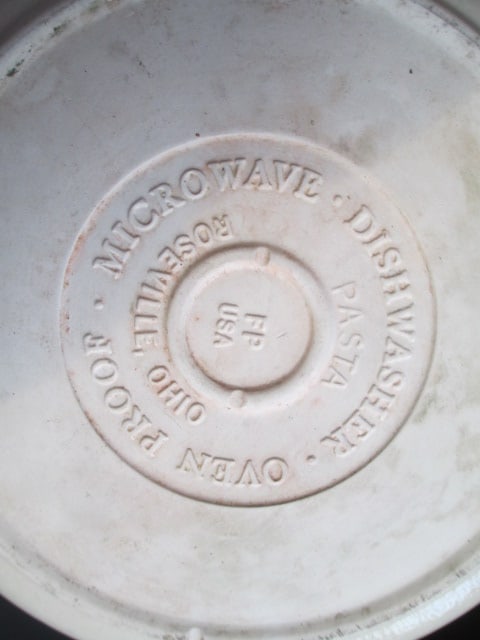 MICROWAVE · DISHWASHER · OVEN PROOF ·
ROSEVILLE, OHIO
PASTA
FP
USA